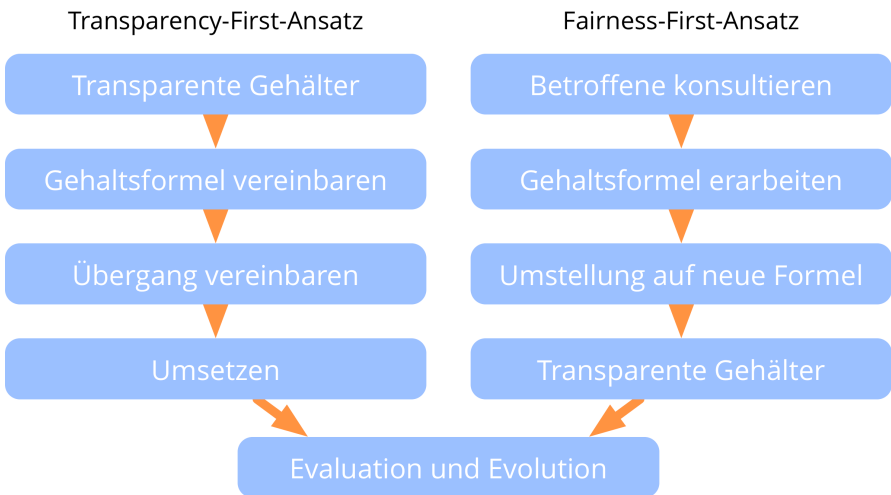 Transparency-First-Ansatz
Transparente Gehälter
Gehaltsformel vereinbaren
Übergang vereinbaren
Umsetzen
Fairness-First-Ansatz
Betroffene konsultieren
Gehaltsformel erarbeiten
Umstellung auf neue Formel
Transparente Gehälter
Evaluation und Evolution